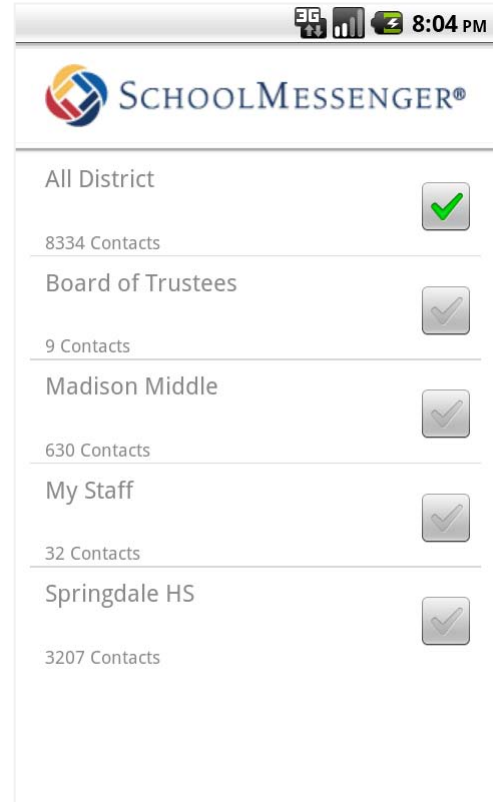 3G 8:04 PM
SCHOOLMESSENGER®
All District
8334 Contacts
Board of Trustees
9 Contacts
Madison Middle
630 Contacts
My Staff
32 Contacts
Springdale HS
3207 Contacts